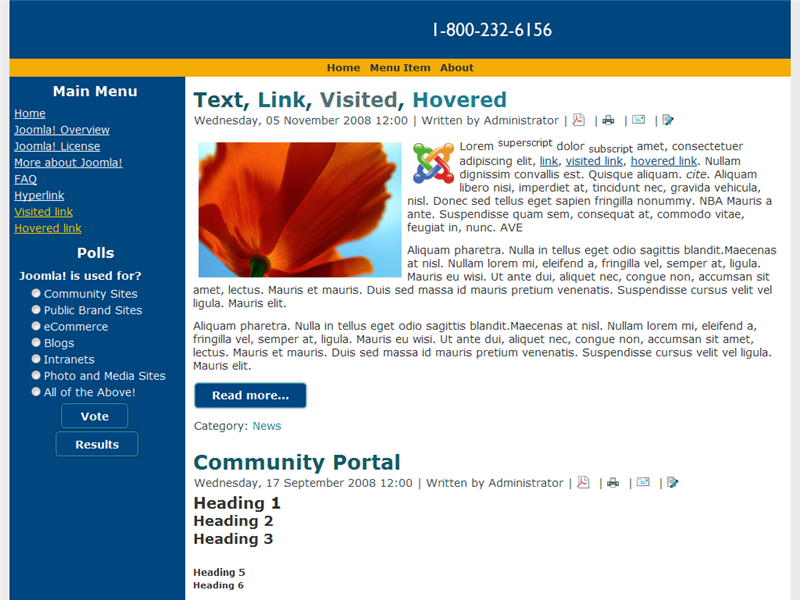 1-800-232-6156
Home Menu Item About
Main Menu
Home
Joomla! Overview
Joomla! License
More about Joomla!
FAQ
Hyperlink
Visited link
Hovered link
Polls
Joomla! is used for?
Community Sites
Public Brand Sites
eCommerce
Blogs
Intranets
Photo and Media Sites
All of the Above!
Vote
Results
Text, Link, Visited, Hovered
Wednesday, 05 November 2008 12:00 | Written by Administrator | | | |
Lorem superscript dolor subscript amet, consectetuer
adipiscing elit, link, visited link, hovered link. Nullam
dignissim convallis est. Quisque aliquam. cite. Aliquam
libero nisi, imperdiet at, tincidunt nec, gravida vehicula,
nisl. Donec sed tellus eget sapien fringilla nonummy. NBA Mauris a
ante. Suspendisse quam sem, consequat at, commodo vitae,
feugiat in, nunc. AVE
Aliquam pharetra. Nulla in tellus eget odio sagittis blandit.Maecenas
at nisl. Nullam lorem mi, eleifend a, fringilla vel, semper at, ligula.
Mauris eu wisi. Ut ante dui, aliquet nec, congue non, accumsan sit
amet, lectus. Mauris et mauris. Duis sed massa id mauris pretium venenatis. Suspendisse cursus velit vel
ligula. Mauris elit.
Aliquam pharetra. Nulla in tellus eget odio sagittis blandit.Maecenas at nisl. Nullam lorem mi, eleifend a,
fringilla vel, semper at, ligula. Mauris eu wisi. Ut ante dui, aliquet nec, congue non, accumsan sit amet,
lectus. Mauris et mauris. Duis sed massa id mauris pretium venenatis. Suspendisse cursus velit vel ligula.
Mauris elit.
Read more...
Category: News
Community Portal
Wednesday, 17 September 2008 12:00 | Written by Administrator | | | |
Heading 1
Heading 2
Heading 3
Heading 5
Heading 6